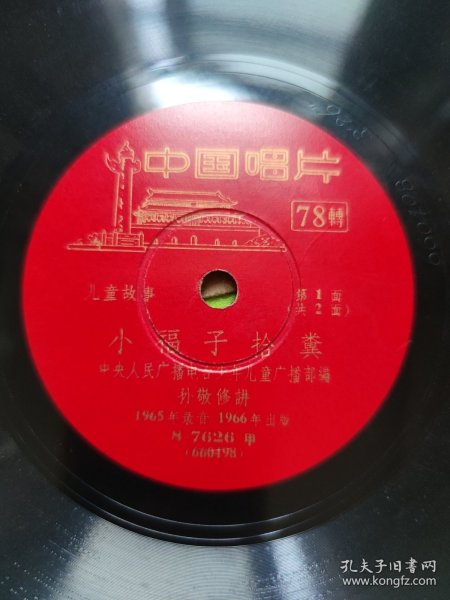 中国唱片
78轉
儿童故事
第1面
(共2面)
小福子拾糞
中央人民广播电台少年儿童广播部編
孙敬修讲
1965年录音 1966年出版
8 7626 甲
(660498)
孔夫子旧书网
www.kongfz.com